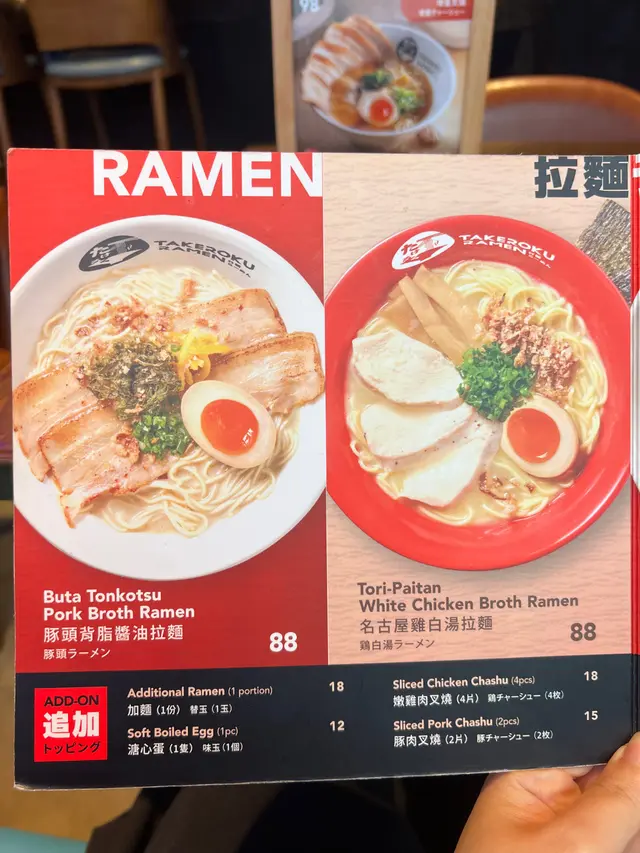 98
RAMEN
拉麵
TAKEROKU
RAMEN
TAKEROKU
RAMEN
Buta Tonkotsu
Pork Broth Ramen
豚頭背脂醬油拉麵
豚頭ラーメン
88
Tori-Paitan
White Chicken Broth Ramen
名古屋雞白湯拉麵
鶏白湯ラーメン
88
ADD-ON
追加
トッピング
Additional Ramen (1 portion)
18
加麵（1份） 替玉（1玉）
Soft Boiled Egg (1pc)
12
溏心蛋（1隻） 味玉（1個）
Sliced Chicken Chashu (4pcs)
18
嫩雞肉叉燒（4片） 鶏チャーシュー（4枚）
Sliced Pork Chashu (2pcs)
15
豚肉叉燒（2片） 豚チャーシュー（2枚）